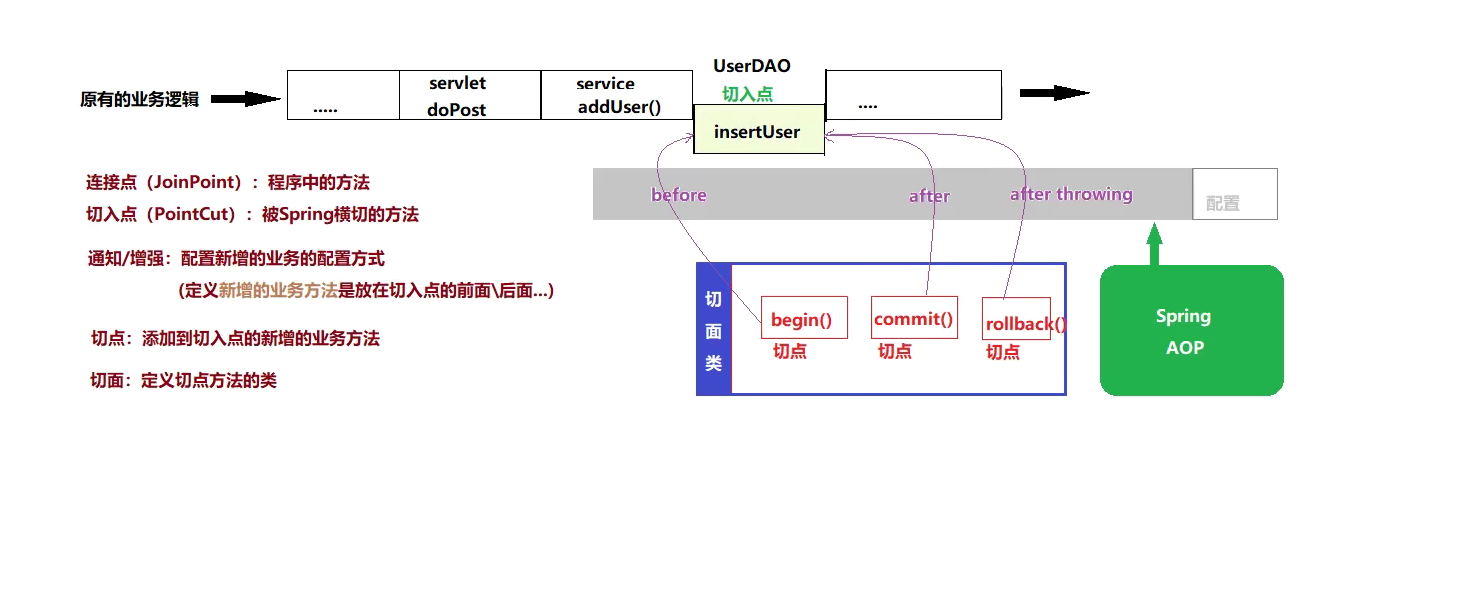 原有的业务逻辑
.....
servlet
doPost
service
addUser()
UserDAO
切入点
insertUser
....
连接点（JoinPoint）：程序中的方法
切入点（PointCut）：被Spring横切的方法
通知/增强：配置新增的业务的配置方式
(定义新增的业务方法是放在切入点的前面\后面...)
切点：添加到切入点的新增的业务方法
切面：定义切点方法的类
before
after
after throwing
配置
切
面
类
begin()
切点
commit()
切点
rollback()
切点
Spring
AOP